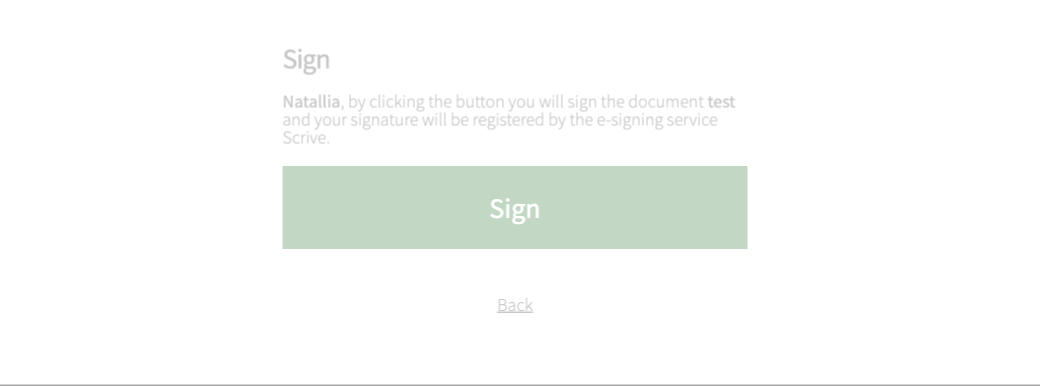 Sign
Natallia, by clicking the button you will sign the document test
and your signature will be registered by the e-signing service
Scrive.
Sign
Back